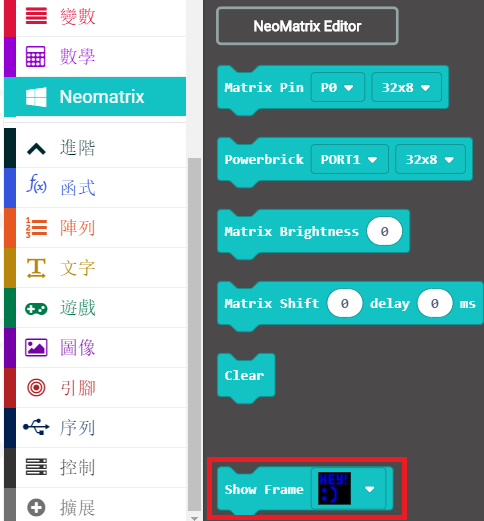 變數
數學
Neomatrix
進階
函式
陣列
文字
遊戲
圖像
引腳
序列
控制
擴展
NeoMatrix Editor
Matrix Pin P0 32x8
Powerbrick PORT1 32x8
Matrix Brightness 0
Matrix Shift 0 delay 0 ms
Clear
Show Frame HEY! :)